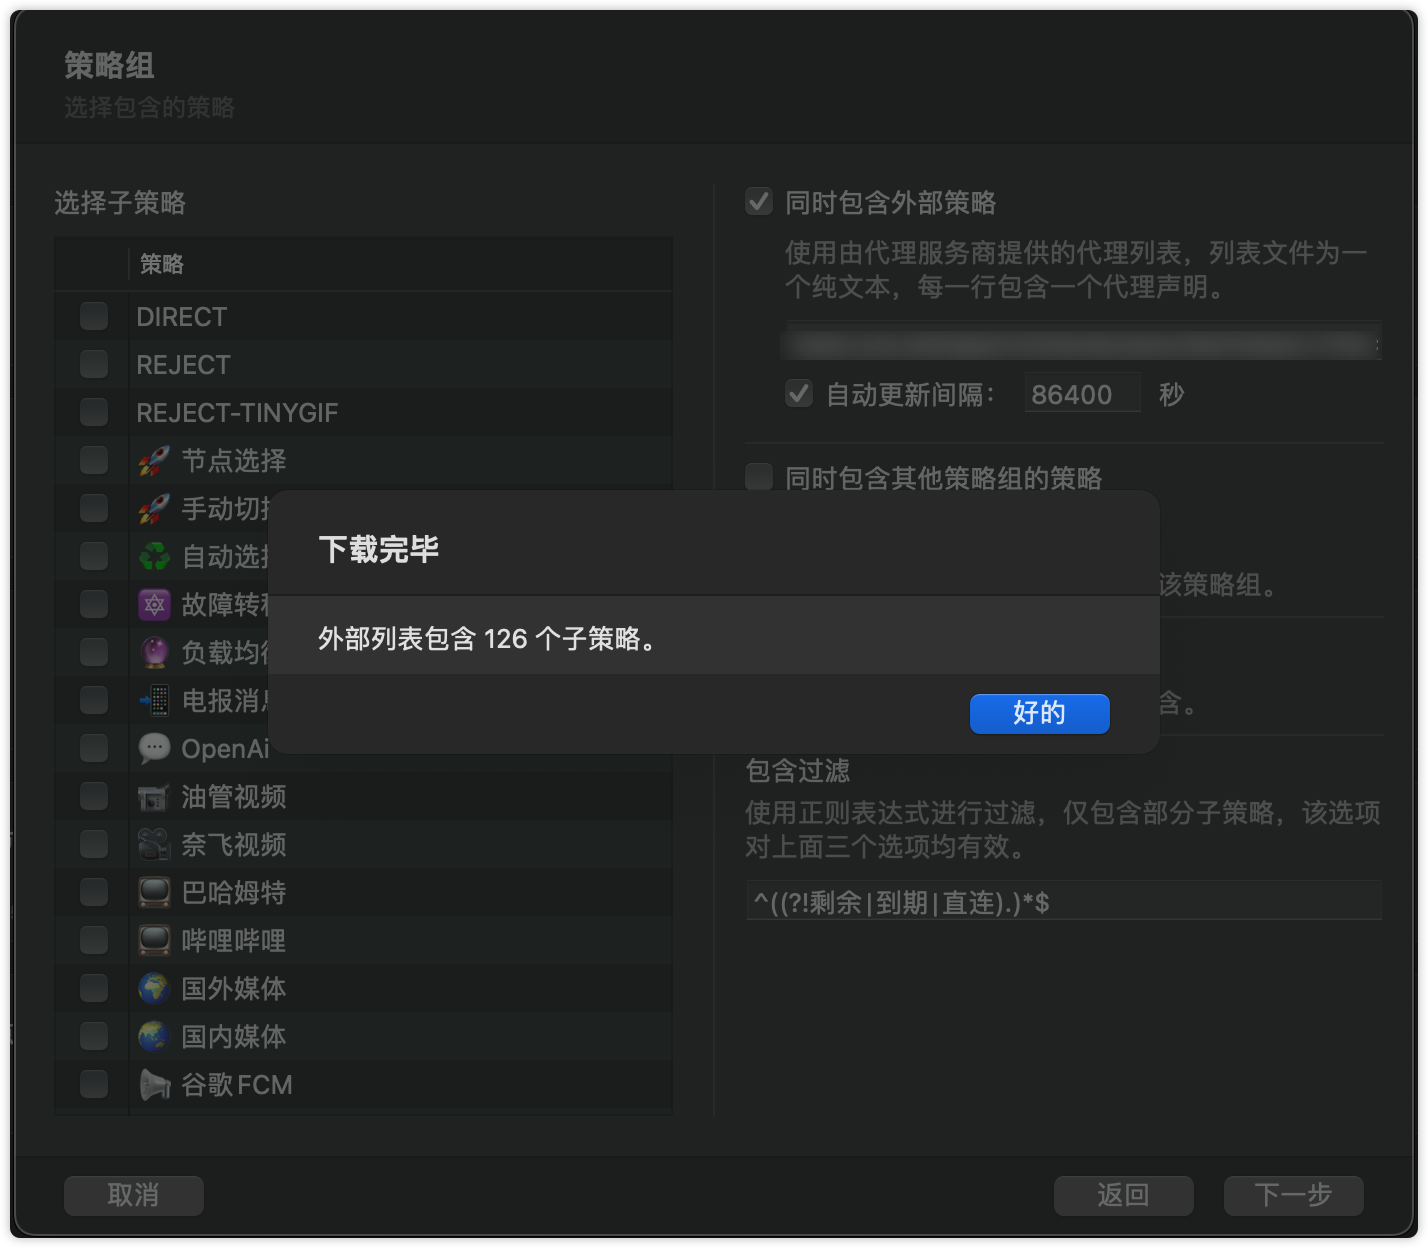 策略组
选择包含的策略
选择子策略
策略
DIRECT
REJECT
REJECT-TINYGIF
节点选择
手动切
自动选
故障转
负载均
电报消
OpenAi
油管视频
奈飞视频
巴哈姆特
哔哩哔哩
国外媒体
国内媒体
谷歌FCM
同时包含外部策略
使用由代理服务商提供的代理列表，列表文件为一
个纯文本，每一行包含一个代理声明。
自动更新间隔：
86400
秒
同时包含其他策略组的策略
该策略组。
含。
包含过滤
使用正则表达式进行过滤，仅包含部分子策略，该选项
对上面三个选项均有效。
^((?!剩余|到期|直连).)*$
下载完毕
外部列表包含 126 个子策略。
好的
取消
返回
下一步